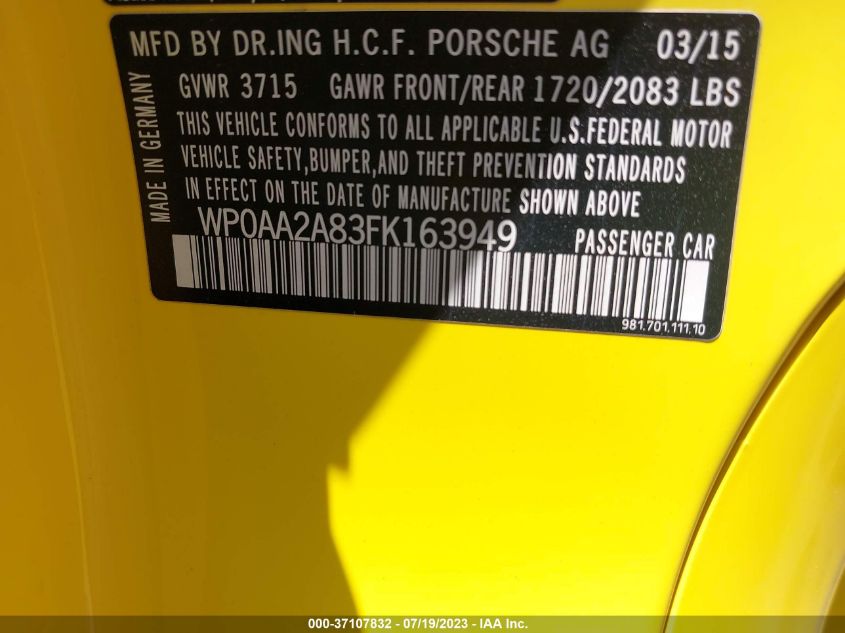 MFD BY DR.ING H.C.F. PORSCHE AG 03/15
GVWR 3715 GAWR FRONT/REAR 1720/2083 LBS
THIS VEHICLE CONFORMS TO ALL APPLICABLE U.S.FEDERAL MOTOR
VEHICLE SAFETY,BUMPER,AND THEFT PREVENTION STANDARDS
IN EFFECT ON THE DATE OF MANUFACTURE SHOWN ABOVE
MADE IN GERMANY
WP0AA2A83FK163949 PASSENGER CAR
981.701.111.10
000-37107832 - 07/19/2023 - IAA Inc.